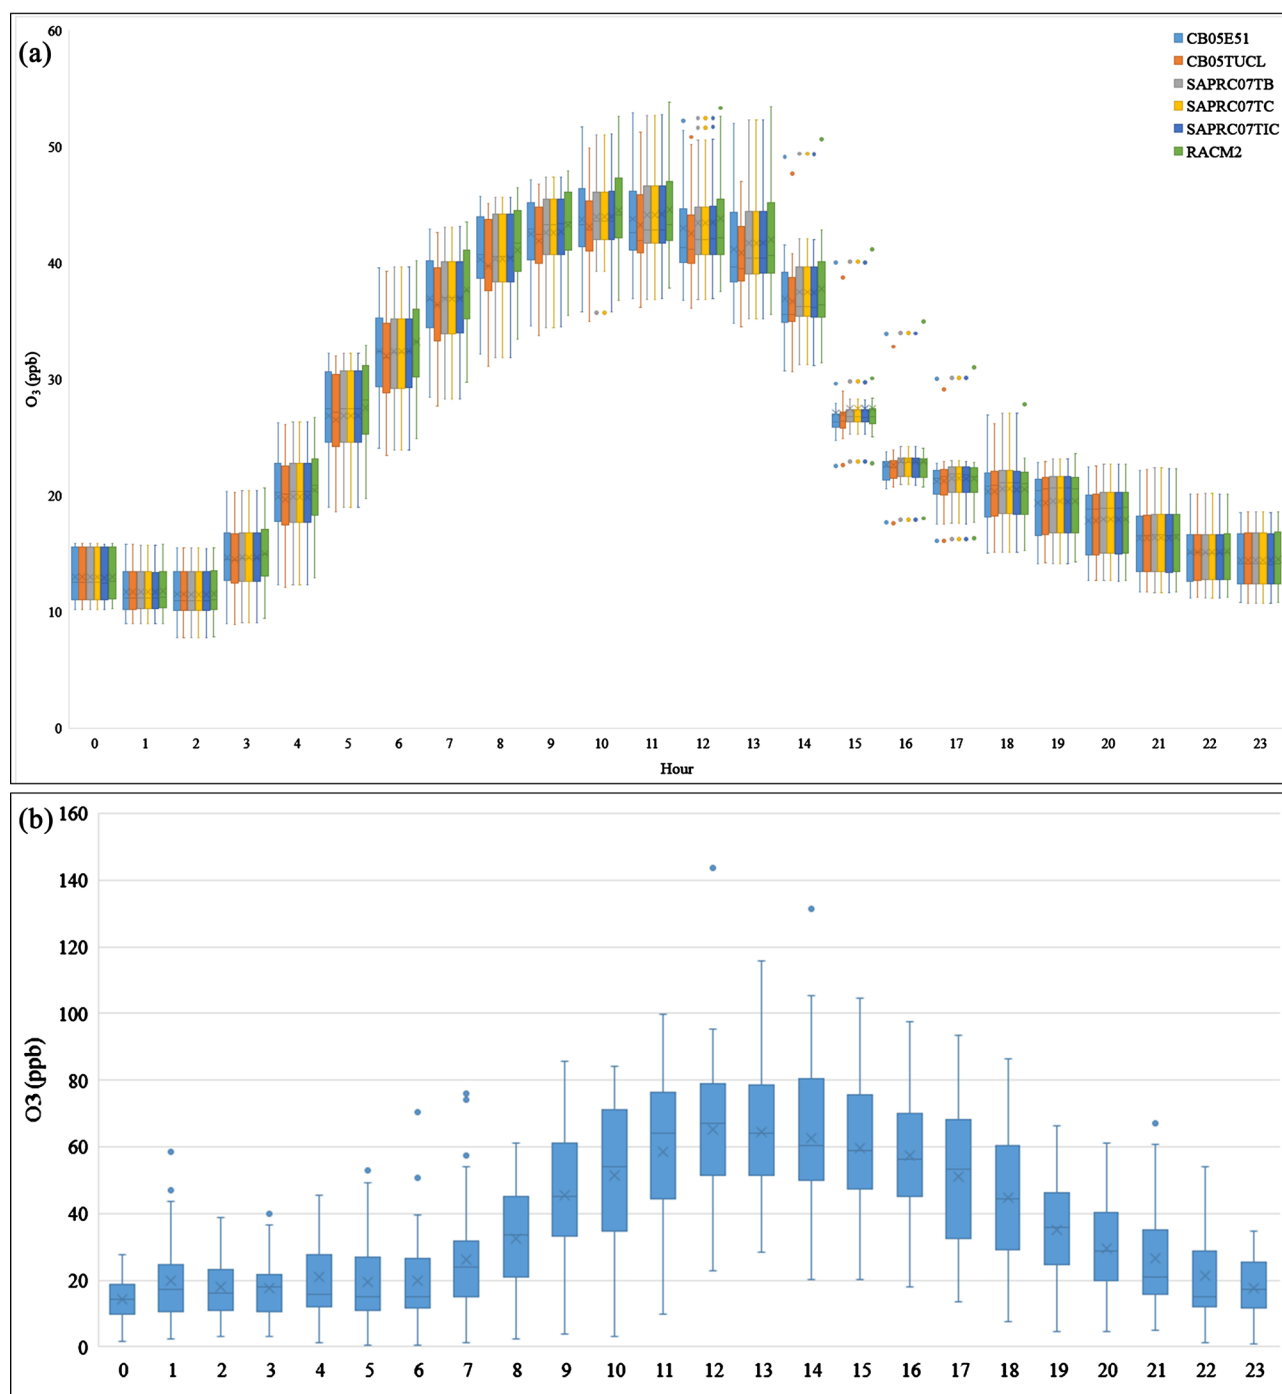 (a)
60
50
40
30
20
10
0
O3 (ppb)
CB05E51
CB05TUCL
SAPRC07TB
SAPRC07TC
SAPRC07TIC
RACM2
0 1 2 3 4 5 6 7 8 9 10 11 12 13 14 15 16 17 18 19 20 21 22 23
Hour
(b)
160
140
120
100
80
60
40
20
0
O3 (ppb)
0 1 2 3 4 5 6 7 8 9 10 11 12 13 14 15 16 17 18 19 20 21 22 23